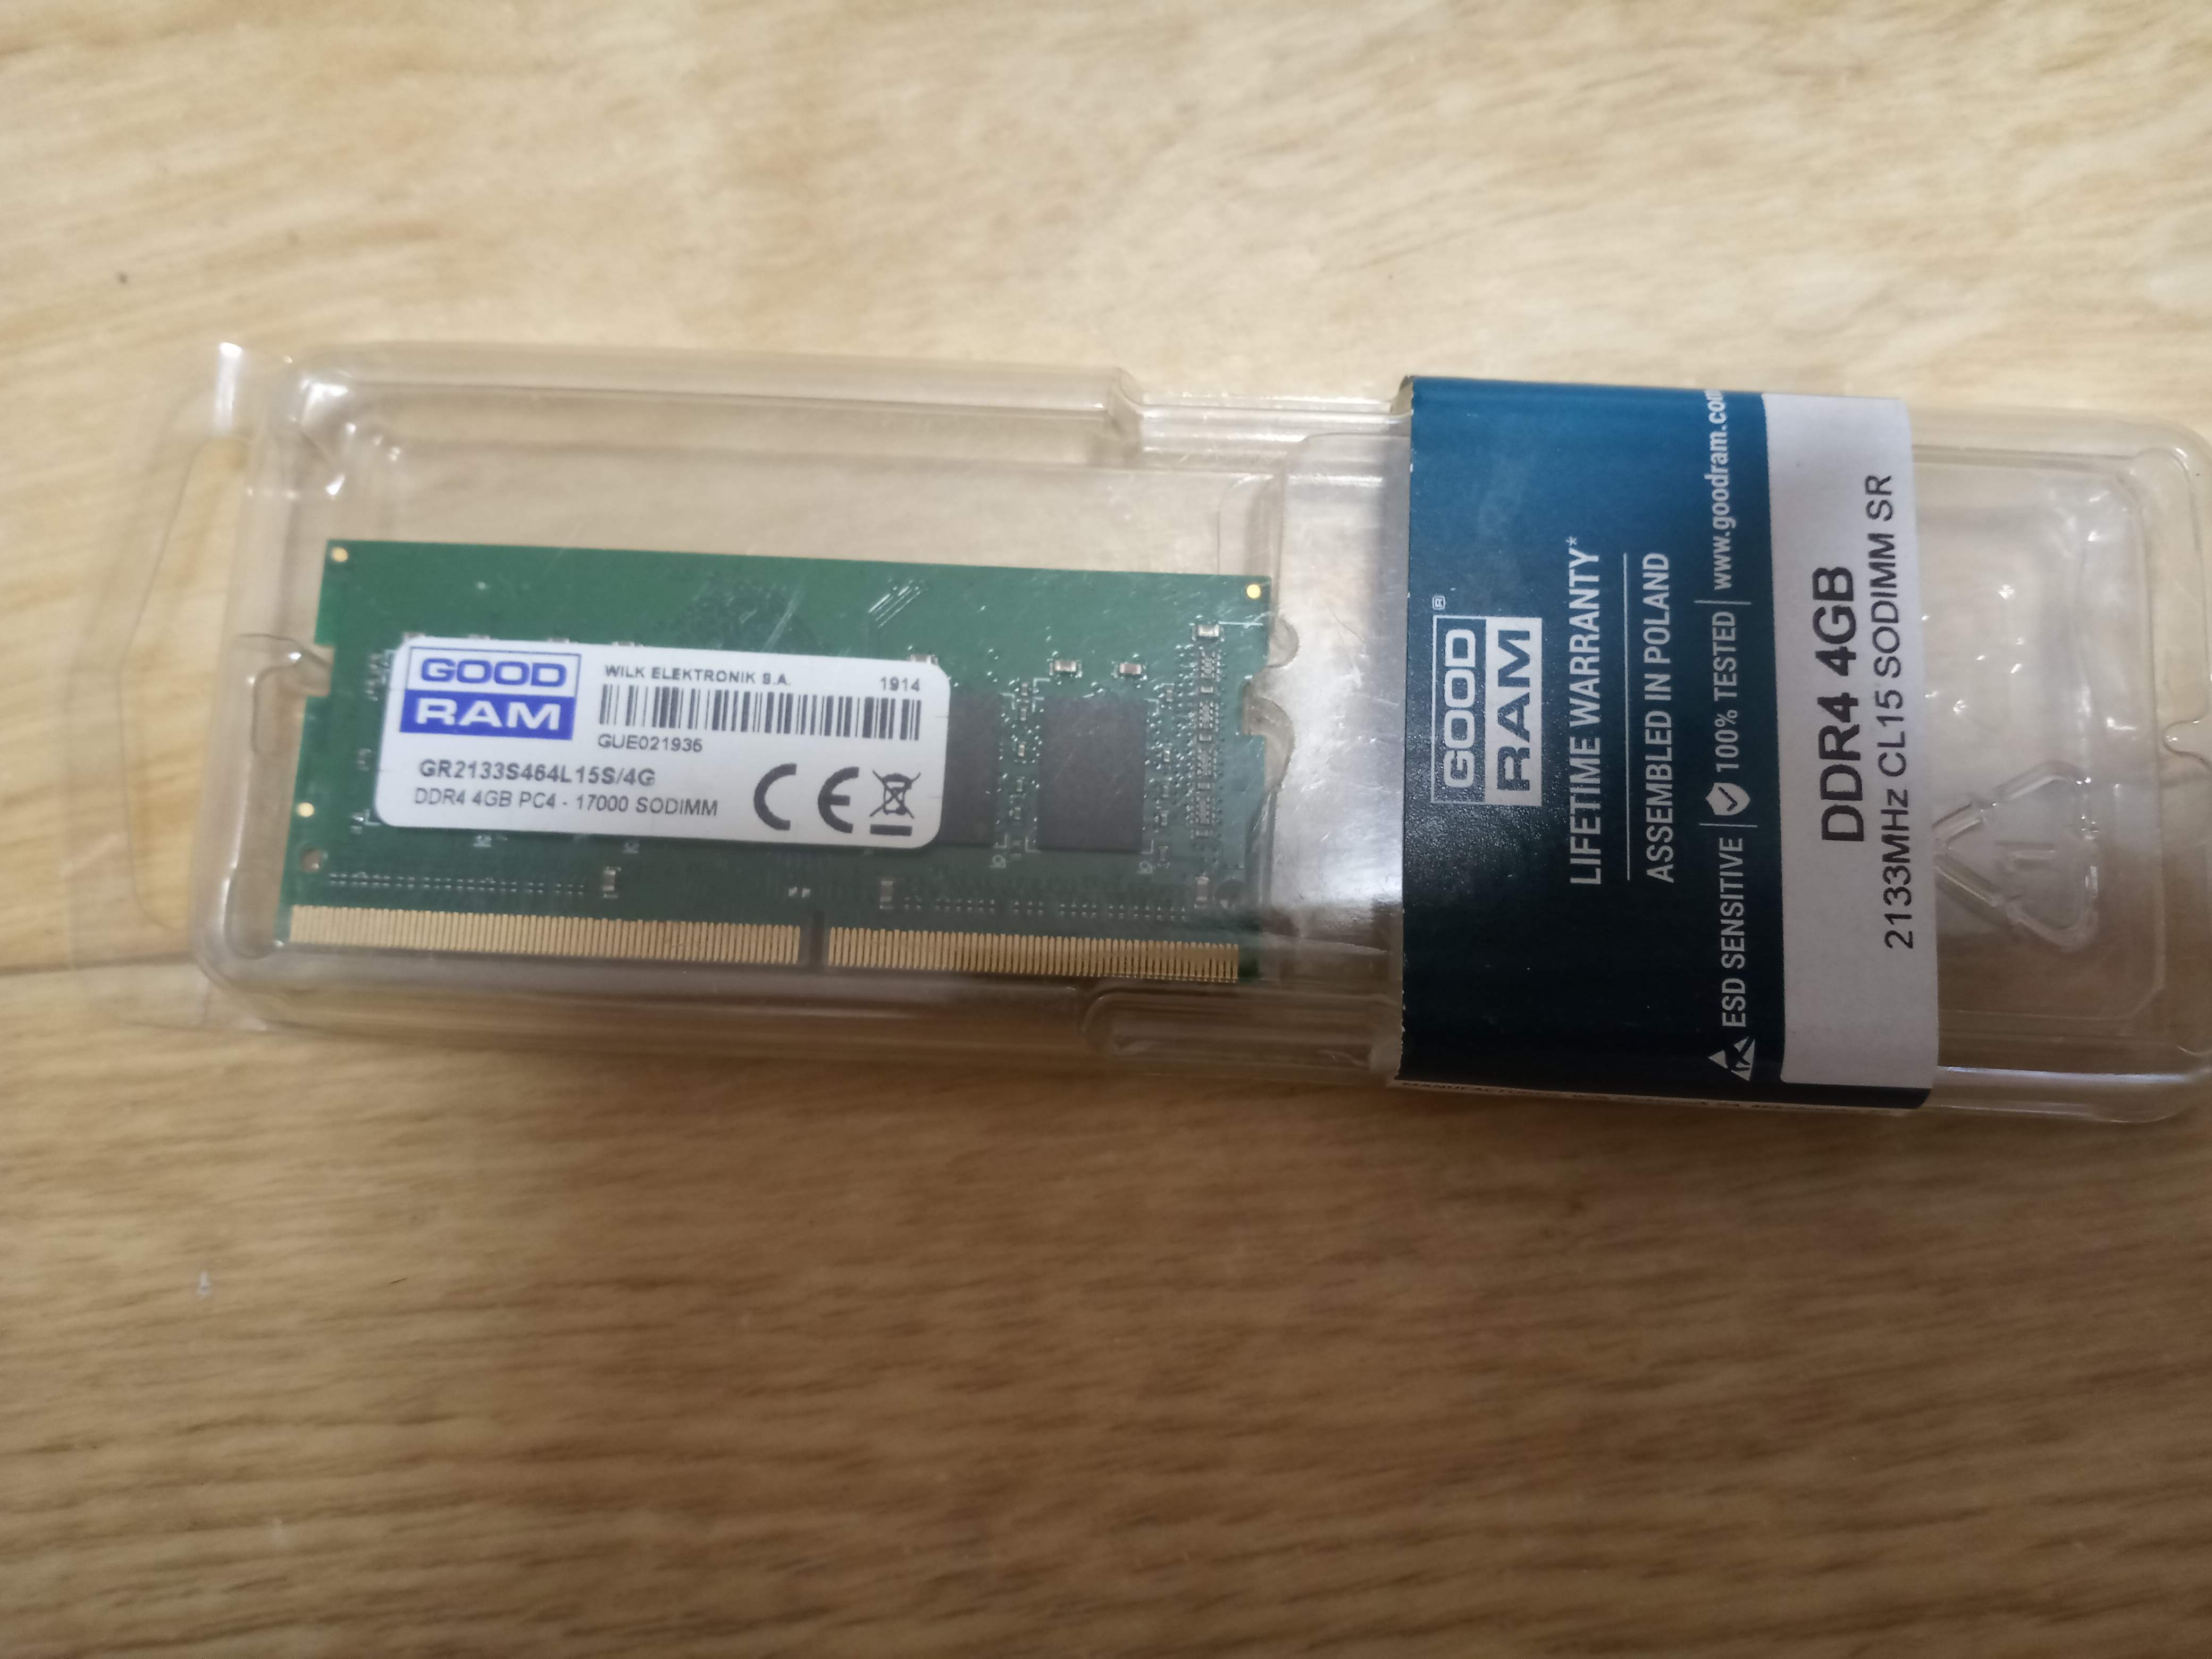 GOOD
RAM
WILK ELEKTRONIK S.A.
1914
GUE021935
GR2133S464L15S/4G
DDR4 4GB PC4 - 17000 SODIMM
CE
GOOD
RAM®
LIFETIME WARRANTY*
ASSEMBLED IN POLAND
ESD SENSITIVE | 100% TESTED | www.goodram.com
DDR4 4GB
2133MHz CL15 SODIMM SR